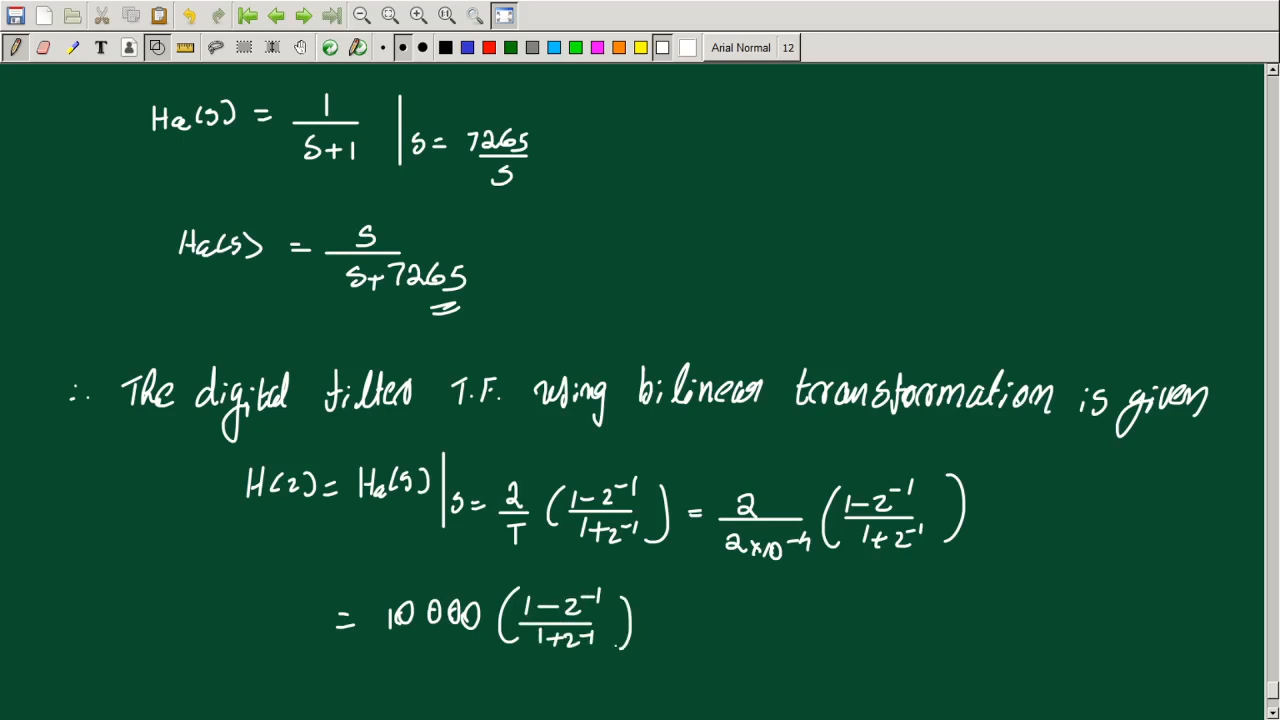 Arial Normal 12
Ha(s) = 1/(s+1) | s = 7265/s
Ha(s) = s/(s+7265)
∴ The digital filter T.F. using bilinear transformation is given
H(z) = Ha(s) | s = 2/T ((1-z⁻¹)/(1+z⁻¹)) = 2/(2×10⁻⁴) ((1-z⁻¹)/(1+z⁻¹))
= 10000 ((1-z⁻¹)/(1+z⁻¹))